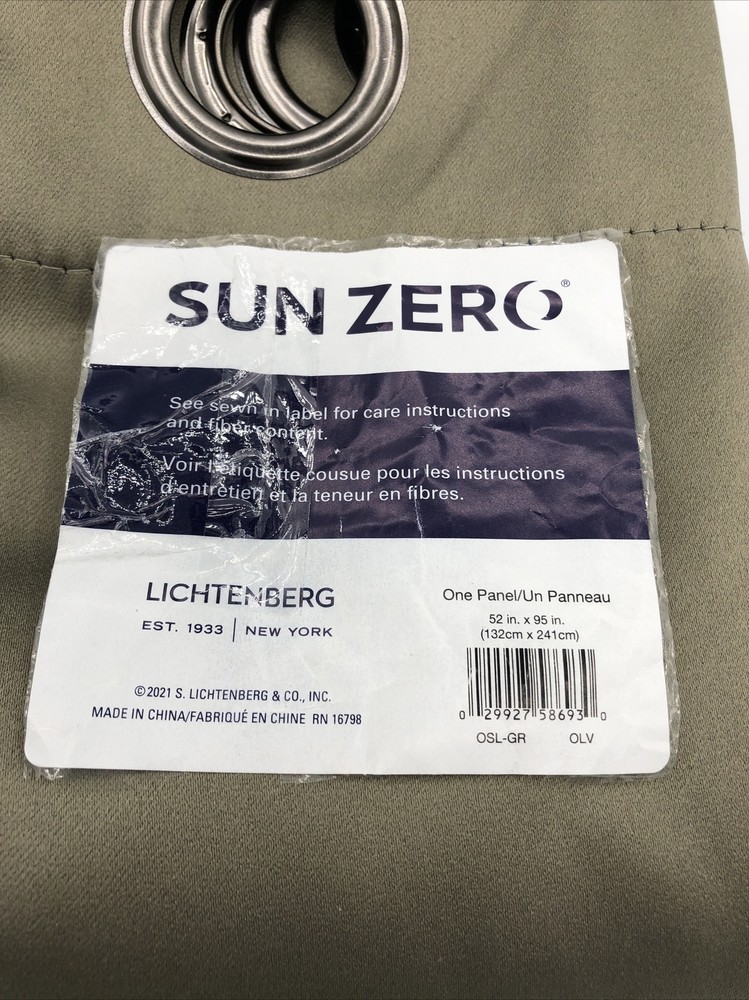 SUN ZERO®
See sewn in label for care instructions
and fiber content.
Voir l'étiquette cousue pour les instructions
d'entretien et la teneur en fibres.
LICHTENBERG
EST. 1933 | NEW YORK
©2021 S. LICHTENBERG & CO., INC.
MADE IN CHINA/FABRIQUÉ EN CHINE RN 16798
One Panel/Un Panneau
52 in. x 95 in.
(132cm x 241cm)
0 29927 58693 0
OSL-GR OLV